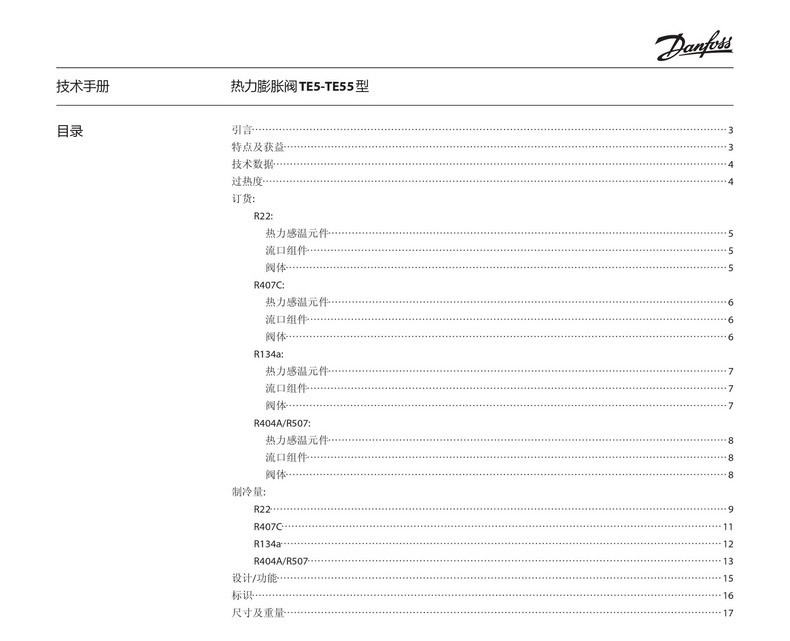 Danfoss
技术手册 热力膨胀阀TE5-TE55型
目录
引言 3
特点及获益 3
技术数据 4
过热度 4
订货:
R22:
热力感温元件 5
流口组件 5
阀体 5
R407C:
热力感温元件 6
流口组件 6
阀体 6
R134a:
热力感温元件 7
流口组件 7
阀体 7
R404A/R507:
热力感温元件 8
流口组件 8
阀体 8
制冷量:
R22 9
R407C 11
R134a 12
R404A/R507 13
设计/功能 15
标识 16
尺寸及重量 17